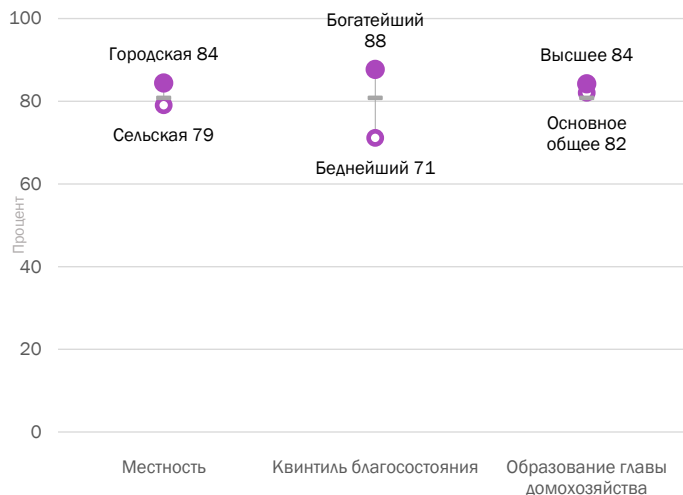 100
80
60
40
20
0
Процент
Городская 84
Сельская 79
Богатейший
88
Беднейший 71
Высшее 84
Основное
общее 82
Местность
Квинтиль благосостояния
Образование главы
домохозяйства